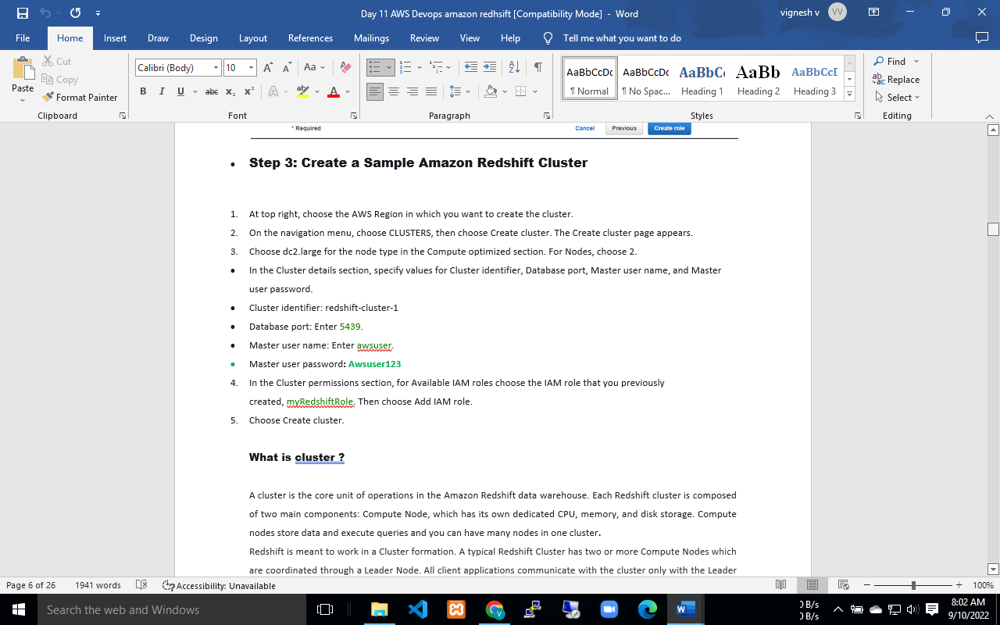 Day 11 AWS Devops amazon redhsift [Compatibility Mode] - Word
vignesh v
VV
File
Home
Insert
Draw
Design
Layout
References
Mailings
Review
View
Help
Tell me what you want to do
Paste
Cut
Copy
Format Painter
Clipboard
Calibri (Body)
10
Font
Paragraph
AaBbCcDc
¶ Normal
AaBbCcDc
¶ No Spac...
AaBbC
Heading 1
AaBb
Heading 2
AaBbCcI
Heading 3
Styles
Find
Replace
Select
Editing
* Required
Cancel
Previous
Create role
• Step 3: Create a Sample Amazon Redshift Cluster
1. At top right, choose the AWS Region in which you want to create the cluster.
2. On the navigation menu, choose CLUSTERS, then choose Create cluster. The Create cluster page appears.
3. Choose dc2.large for the node type in the Compute optimized section. For Nodes, choose 2.
• In the Cluster details section, specify values for Cluster identifier, Database port, Master user name, and Master
user password.
• Cluster identifier: redshift-cluster-1
• Database port: Enter 5439.
• Master user name: Enter awsuser.
• Master user password: Awsuser123
4. In the Cluster permissions section, for Available IAM roles choose the IAM role that you previously
created, myRedshiftRole. Then choose Add IAM role.
5. Choose Create cluster.
What is cluster ?
A cluster is the core unit of operations in the Amazon Redshift data warehouse. Each Redshift cluster is composed
of two main components: Compute Node, which has its own dedicated CPU, memory, and disk storage. Compute
nodes store data and execute queries and you can have many nodes in one cluster.
Redshift is meant to work in a Cluster formation. A typical Redshift Cluster has two or more Compute Nodes which
are coordinated through a Leader Node. All client applications communicate with the cluster only with the Leader
Page 6 of 26
1941 words
Accessibility: Unavailable
100%
Search the web and Windows
0 B/s
0 B/s
8:02 AM
9/10/2022